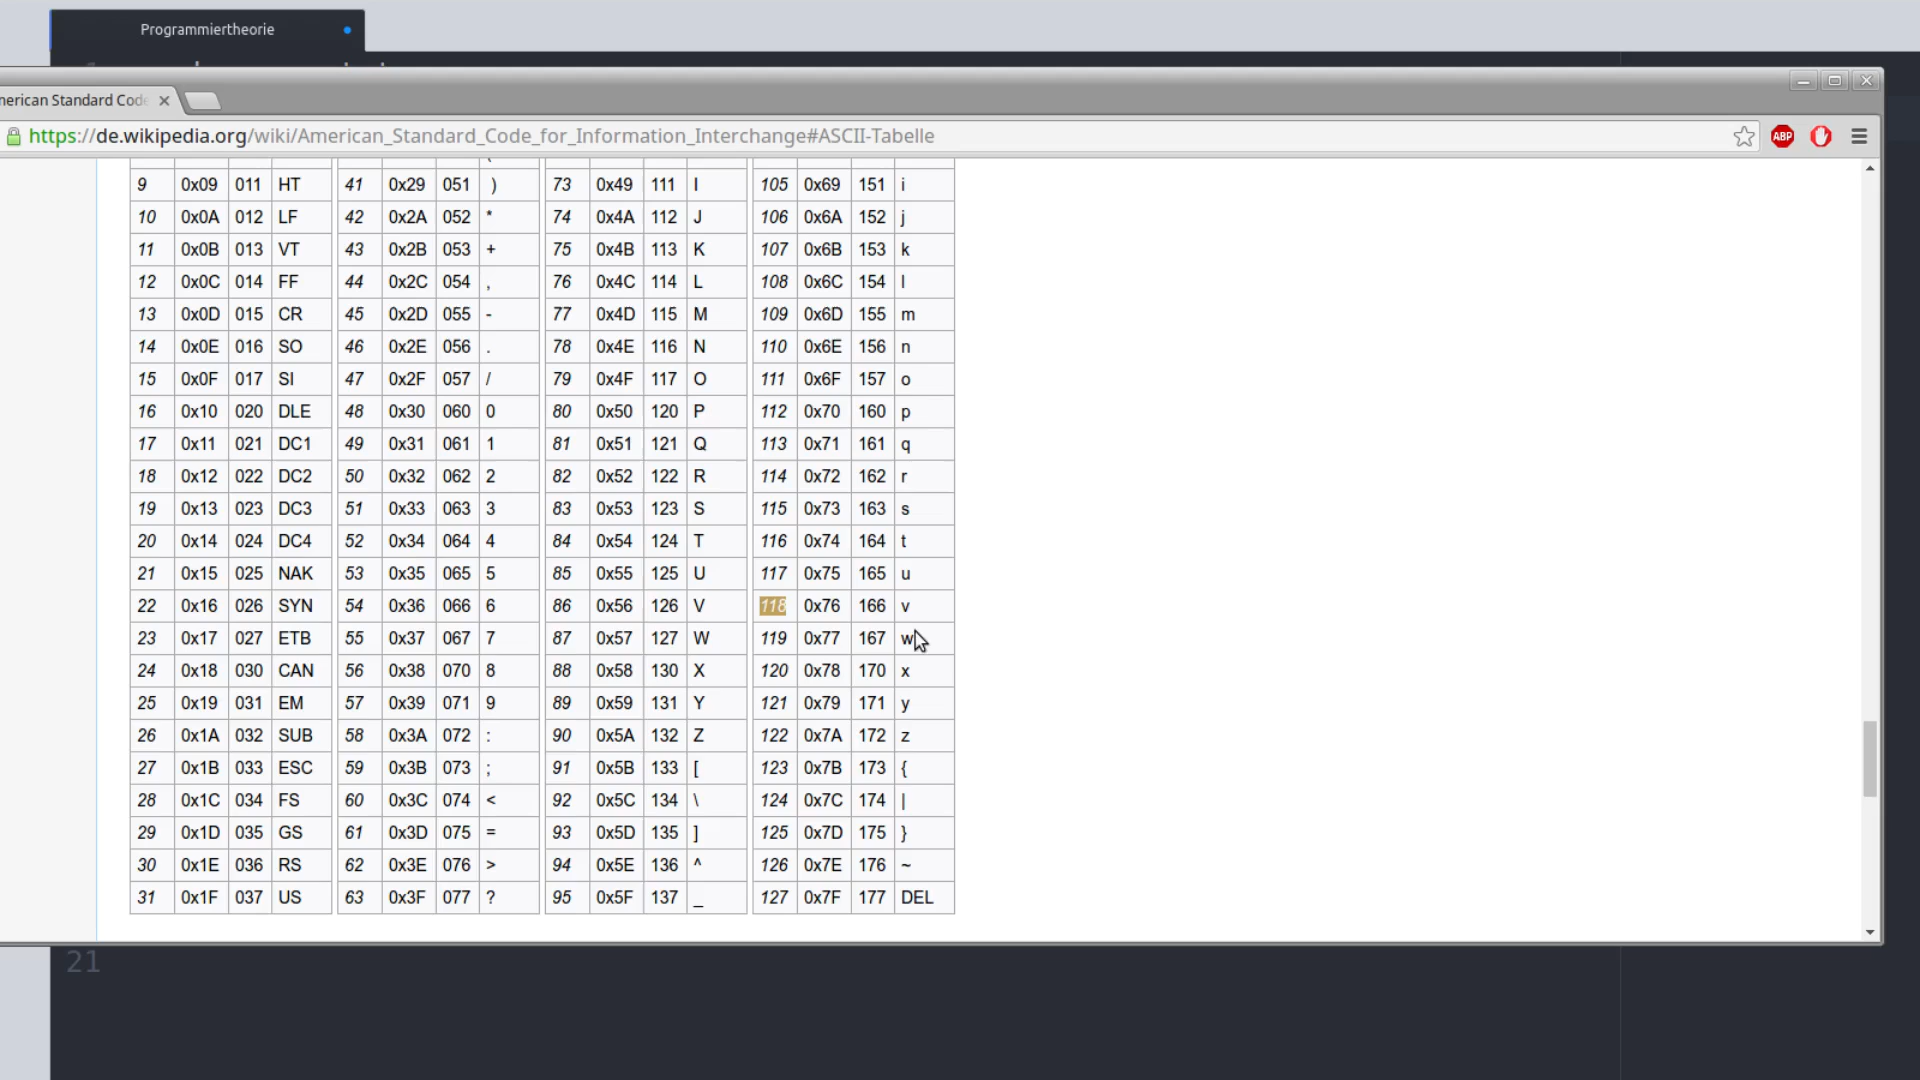 Programmiertheorie
merican Standard Code
https://de.wikipedia.org/wiki/American_Standard_Code_for_Information_Interchange#ASCII-Tabelle
ABP
9 0x09 011 HT 41 0x29 051 ) 73 0x49 111 I 105 0x69 151 i
10 0x0A 012 LF 42 0x2A 052 * 74 0x4A 112 J 106 0x6A 152 j
11 0x0B 013 VT 43 0x2B 053 + 75 0x4B 113 K 107 0x6B 153 k
12 0x0C 014 FF 44 0x2C 054 , 76 0x4C 114 L 108 0x6C 154 l
13 0x0D 015 CR 45 0x2D 055 - 77 0x4D 115 M 109 0x6D 155 m
14 0x0E 016 SO 46 0x2E 056 . 78 0x4E 116 N 110 0x6E 156 n
15 0x0F 017 SI 47 0x2F 057 / 79 0x4F 117 O 111 0x6F 157 o
16 0x10 020 DLE 48 0x30 060 0 80 0x50 120 P 112 0x70 160 p
17 0x11 021 DC1 49 0x31 061 1 81 0x51 121 Q 113 0x71 161 q
18 0x12 022 DC2 50 0x32 062 2 82 0x52 122 R 114 0x72 162 r
19 0x13 023 DC3 51 0x33 063 3 83 0x53 123 S 115 0x73 163 s
20 0x14 024 DC4 52 0x34 064 4 84 0x54 124 T 116 0x74 164 t
21 0x15 025 NAK 53 0x35 065 5 85 0x55 125 U 117 0x75 165 u
22 0x16 026 SYN 54 0x36 066 6 86 0x56 126 V 118 0x76 166 v
23 0x17 027 ETB 55 0x37 067 7 87 0x57 127 W 119 0x77 167 w
24 0x18 030 CAN 56 0x38 070 8 88 0x58 130 X 120 0x78 170 x
25 0x19 031 EM 57 0x39 071 9 89 0x59 131 Y 121 0x79 171 y
26 0x1A 032 SUB 58 0x3A 072 : 90 0x5A 132 Z 122 0x7A 172 z
27 0x1B 033 ESC 59 0x3B 073 ; 91 0x5B 133 [ 123 0x7B 173 {
28 0x1C 034 FS 60 0x3C 074 < 92 0x5C 134 \ 124 0x7C 174 |
29 0x1D 035 GS 61 0x3D 075 = 93 0x5D 135 ] 125 0x7D 175 }
30 0x1E 036 RS 62 0x3E 076 > 94 0x5E 136 ^ 126 0x7E 176 ~
31 0x1F 037 US 63 0x3F 077 ? 95 0x5F 137 _ 127 0x7F 177 DEL
21